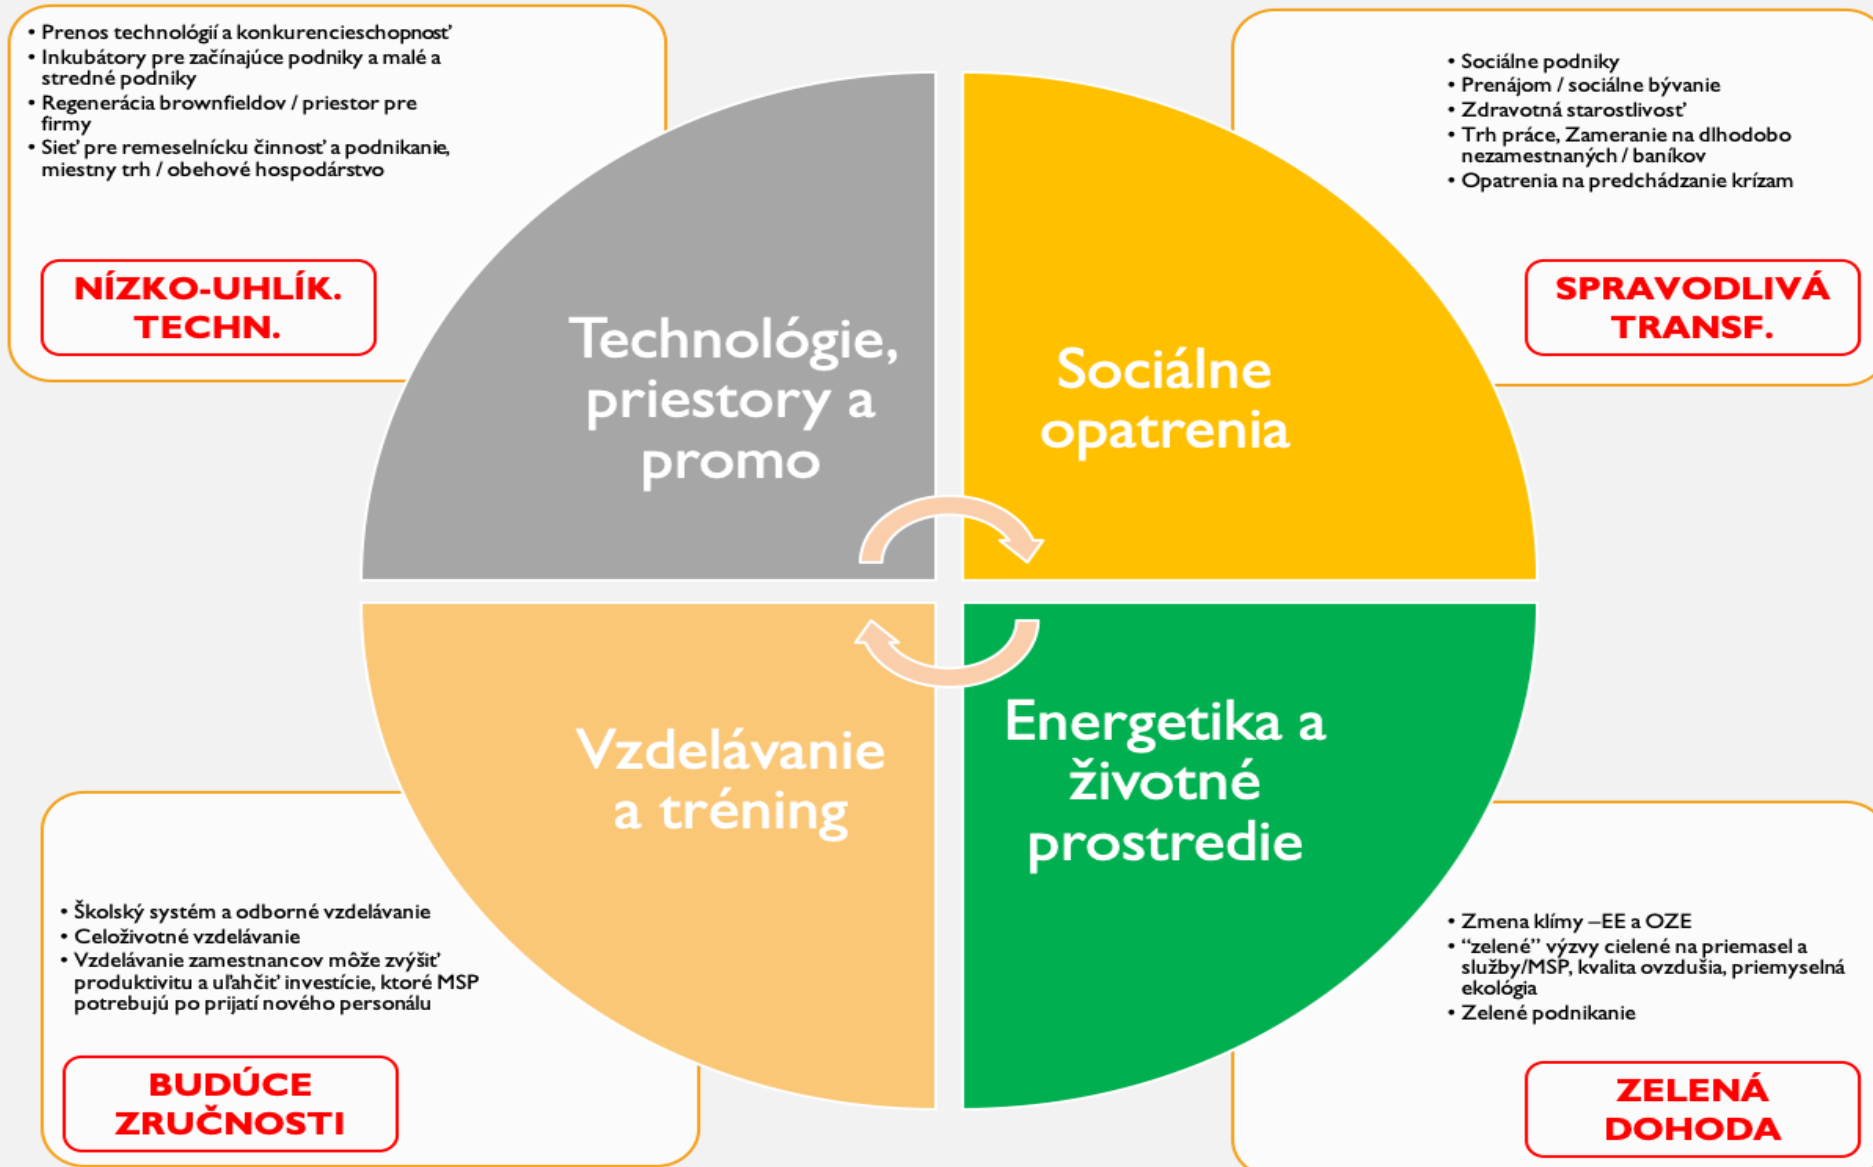 • Prenos technológií a konkurencieschopnosť
• Inkubátory pre začínajúce podniky a malé a
stredné podniky
• Regenerácia brownfieldov / priestor pre
firmy
• Sieť pre remeselnícku činnosť a podnikanie,
miestny trh / obehové hospodárstvo
NÍZKO-UHLÍK.
TECHN.
• Sociálne podniky
• Prenájom / sociálne bývanie
• Zdravotná starostlivosť
• Trh práce, Zameranie na dlhodobo
nezamestnaných / baníkov
• Opatrenia na predchádzanie krízam
SPRAVODLIVÁ
TRANSF.
Technológie,
priestory a
promo
Sociálne
opatrenia
Vzdelávanie
a tréning
Energetika a
životné
prostredie
• Školský systém a odborné vzdelávanie
• Celoživotné vzdelávanie
• Vzdelávanie zamestnancov môže zvýšiť
produktivitu a uľahčiť investície, ktoré MSP
potrebujú po prijatí nového personálu
BUDÚCE
ZRUČNOSTI
• Zmena klímy –EE a OZE
• “zelené” výzvy cielené na priemasel a
služby/MSP, kvalita ovzdušia, priemyselná
ekológia
• Zelené podnikanie
ZELENÁ
DOHODA